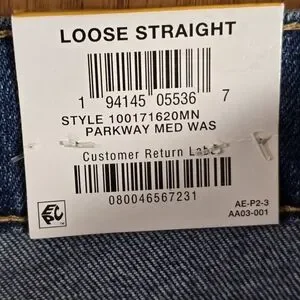 LOOSE STRAIGHT
1 94145 05536 7
STYLE 100171620MN
PARKWAY MED WAS
Customer Return Label
080046567231
EPC
AE-P2-3
AA03-001